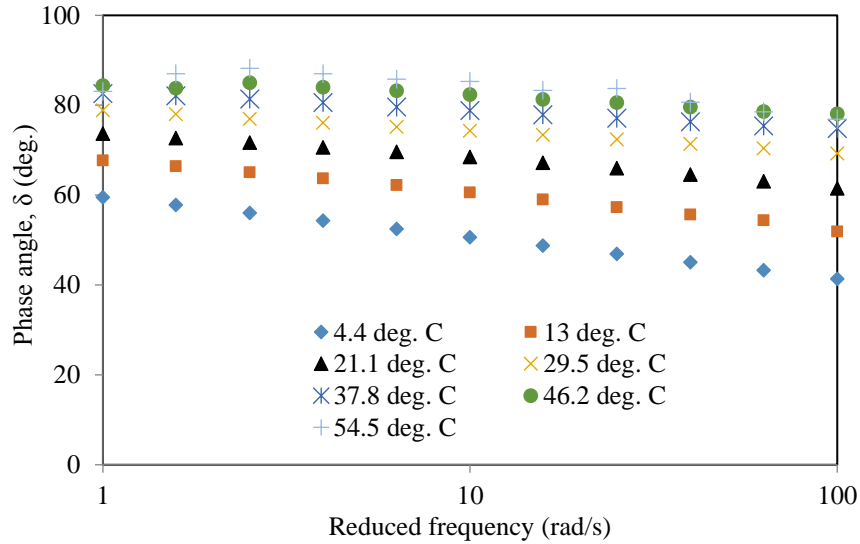 100
80
60
40
20
0
Phase angle, δ (deg.)
4.4 deg. C
13 deg. C
21.1 deg. C
29.5 deg. C
37.8 deg. C
46.2 deg. C
54.5 deg. C
1
10
100
Reduced frequency (rad/s)